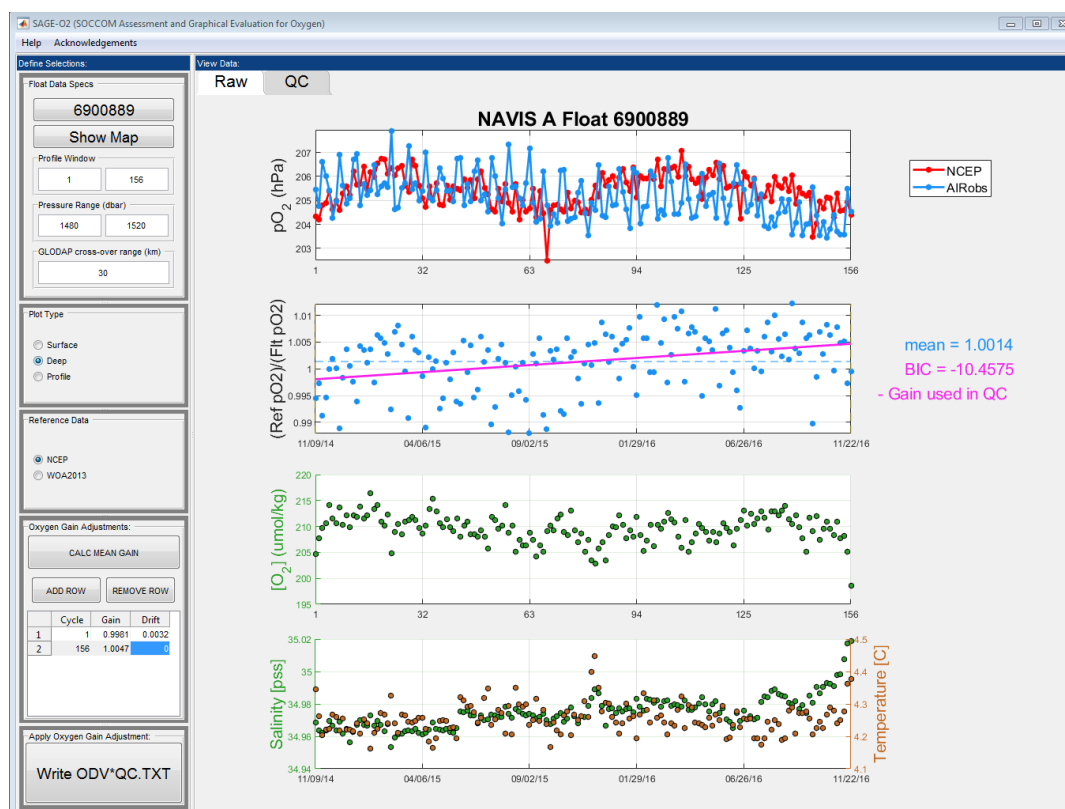 SAGE-O2 (SOCCOM Assessment and Graphical Evaluation for Oxygen)
Help Acknowledgements
Define Selections:
Float Data Specs
6900889
Show Map
Profile Window
1 156
Pressure Range (dbar)
1480 1520
GLODAP cross-over range (km)
30
Plot Type
Surface
Deep
Profile
Reference Data
NCEP
WOA2013
Oxygen Gain Adjustments:
CALC MEAN GAIN
ADD ROW REMOVE ROW
Cycle Gain Drift
1 1 0.9981 0.0032
2 156 1.0047 0
Apply Oxygen Gain Adjustment:
Write ODV*QC.TXT
View Data:
Raw QC
NAVIS A Float 6900889
pO2 (hPa)
207
206
205
204
203
1 32 63 94 125 156
NCEP
AIRobs
(Ref pO2)/(Flt pO2)
1.01
1.005
1
0.995
0.99
11/09/14 04/06/15 09/02/15 01/29/16 06/26/16 11/22/16
mean = 1.0014
BIC = -10.4575
- Gain used in QC
[O2] (umol/kg)
220
215
210
205
200
195
1 32 63 94 125 156
Salinity [pss]
35.02
35
34.98
34.96
34.94
11/09/14 04/06/15 09/02/15 01/29/16 06/26/16 11/22/16
4.5
4.4
4.3
4.2
4.1
Temperature [C]